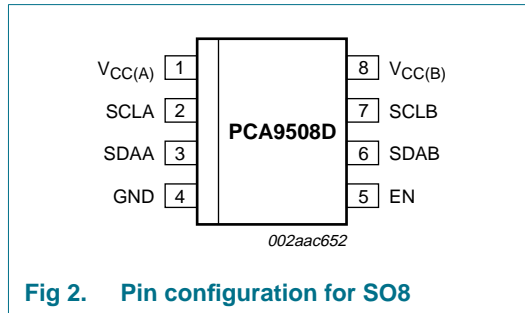 VCC(A) 1 8 VCC(B)
SCLA 2 7 SCLB
PCA9508D
SDAA 3 6 SDAB
GND 4 5 EN
002aac652
Fig 2. Pin configuration for SO8